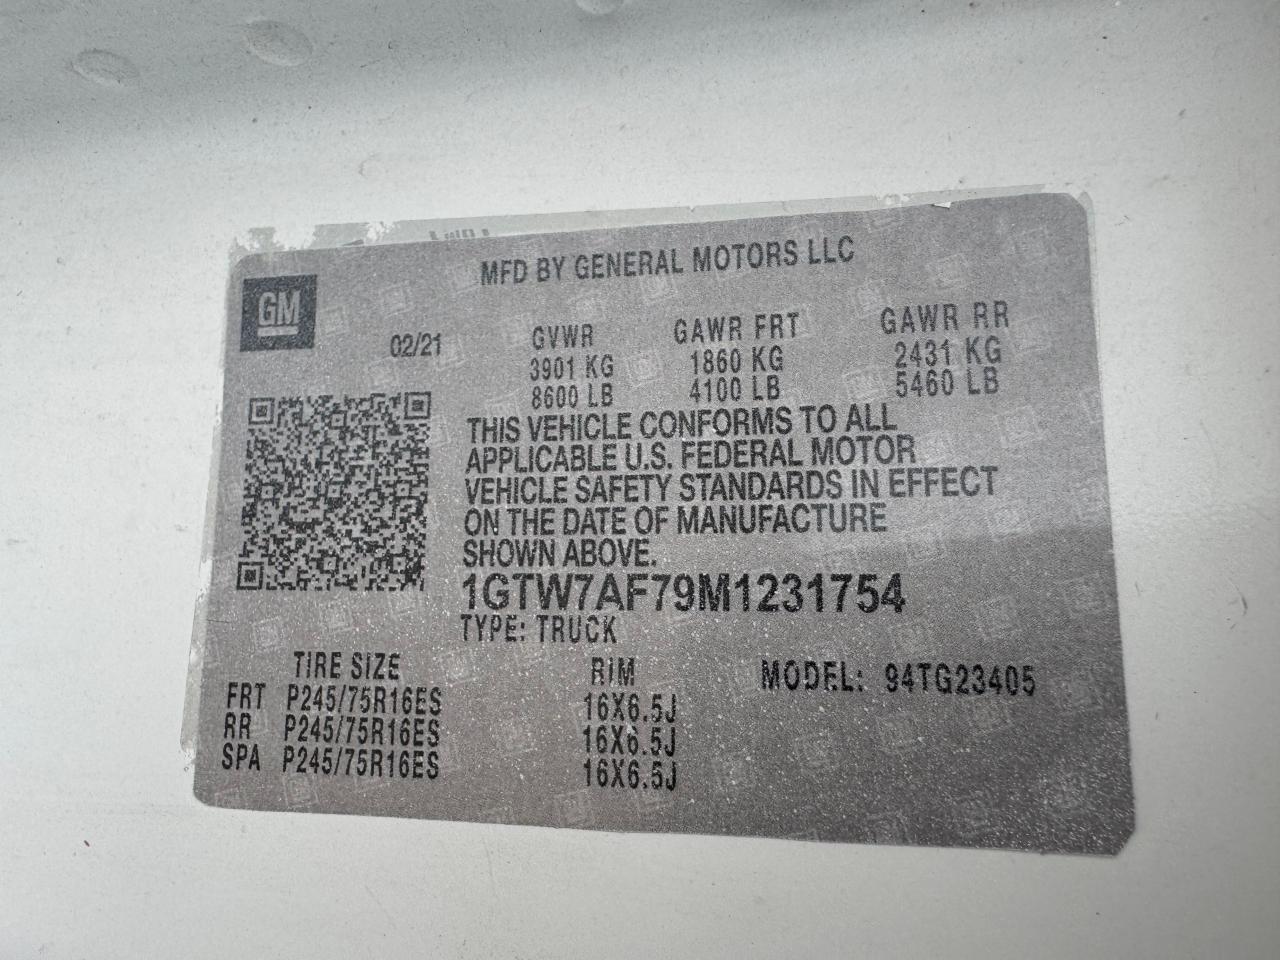 MFD BY GENERAL MOTORS LLC
GM
02/21
GVWR GAWR FRT GAWR RR
3901 KG 1860 KG 2431 KG
8600 LB 4100 LB 5460 LB
THIS VEHICLE CONFORMS TO ALL
APPLICABLE U.S. FEDERAL MOTOR
VEHICLE SAFETY STANDARDS IN EFFECT
ON THE DATE OF MANUFACTURE
SHOWN ABOVE.
1GTW7AF79M1231754
TYPE: TRUCK
TIRE SIZE RIM MODEL: 94TG23405
FRT P245/75R16ES 16X6.5J
RR P245/75R16ES 16X6.5J
SPA P245/75R16ES 16X6.5J